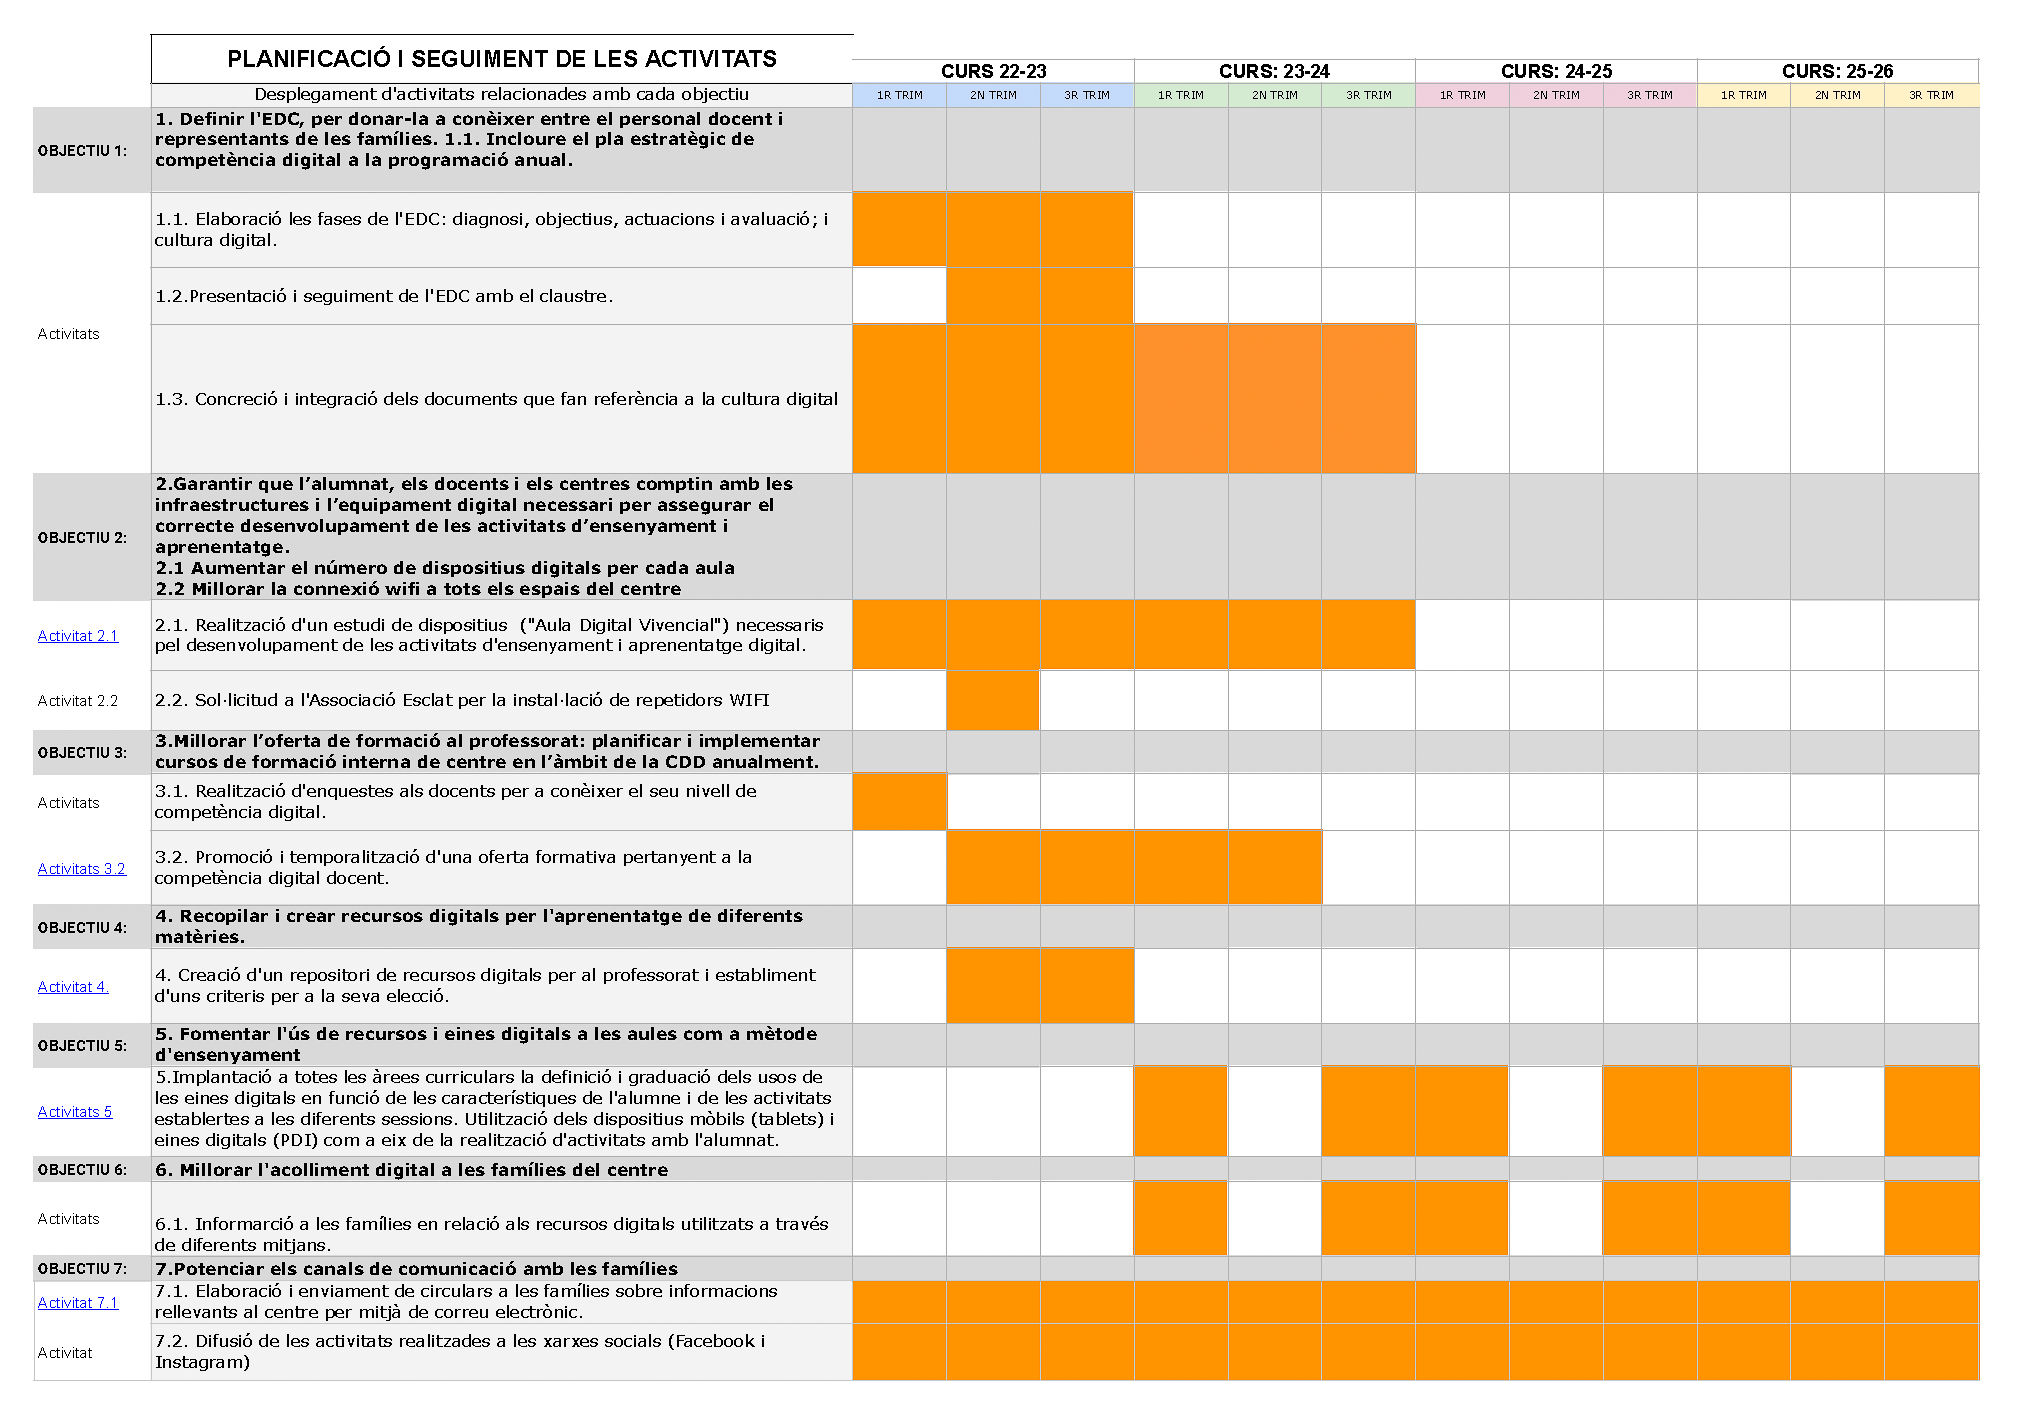 PLANIFICACIÓ I SEGUIMENT DE LES ACTIVITATS
CURS 22-23 CURS: 23-24 CURS: 24-25 CURS: 25-26
Desplegament d'activitats relacionades amb cada objectiu 1R TRIM 2N TRIM 3R TRIM 1R TRIM 2N TRIM 3R TRIM 1R TRIM 2N TRIM 3R TRIM 1R TRIM 2N TRIM 3R TRIM
OBJECTIU 1:
1. Definir l'EDC, per donar-la a conèixer entre el personal docent i
representants de les famílies. 1.1. Incloure el pla estratègic de
competència digital a la programació anual.
Activitats
1.1. Elaboració les fases de l'EDC: diagnosi, objectius, actuacions i avaluació; i
cultura digital.
1.2.Presentació i seguiment de l'EDC amb el claustre.
1.3. Concreció i integració dels documents que fan referència a la cultura digital
OBJECTIU 2:
2.Garantir que l’alumnat, els docents i els centres comptin amb les
infraestructures i l’equipament digital necessari per assegurar el
correcte desenvolupament de les activitats d’ensenyament i
aprenentatge.
2.1 Aumentar el número de dispositius digitals per cada aula
2.2 Millorar la connexió wifi a tots els espais del centre
Activitat 2.1
2.1. Realització d'un estudi de dispositius ("Aula Digital Vivencial") necessaris
pel desenvolupament de les activitats d'ensenyament i aprenentatge digital.
Activitat 2.2
2.2. Sol·licitud a l'Associació Esclat per la instal·lació de repetidors WIFI
OBJECTIU 3:
3.Millorar l’oferta de formació al professorat: planificar i implementar
cursos de formació interna de centre en l’àmbit de la CDD anualment.
Activitats
3.1. Realització d'enquestes als docents per a conèixer el seu nivell de
competència digital.
Activitats 3.2
3.2. Promoció i temporalització d'una oferta formativa pertanyent a la
competència digital docent.
OBJECTIU 4:
4. Recopilar i crear recursos digitals per l'aprenentatge de diferents
matèries.
Activitat 4.
4. Creació d'un repositori de recursos digitals per al professorat i establiment
d'uns criteris per a la seva elecció.
OBJECTIU 5:
5. Fomentar l'ús de recursos i eines digitals a les aules com a mètode
d'ensenyament
Activitats 5
5.Implantació a totes les àrees curriculars la definició i graduació dels usos de
les eines digitals en funció de les característiques de l'alumne i de les activitats
establertes a les diferents sessions. Utilització dels dispositius mòbils (tablets) i
eines digitals (PDI) com a eix de la realització d'activitats amb l'alumnat.
OBJECTIU 6:
6. Millorar l'acolliment digital a les famílies del centre
Activitats
6.1. Informarció a les famílies en relació als recursos digitals utilitzats a través
de diferents mitjans.
OBJECTIU 7:
7.Potenciar els canals de comunicació amb les famílies
Activitat 7.1
7.1. Elaboració i enviament de circulars a les famílies sobre informacions
rellevants al centre per mitjà de correu electrònic.
Activitat
7.2. Difusió de les activitats realitzades a les xarxes socials (Facebook i
Instagram)